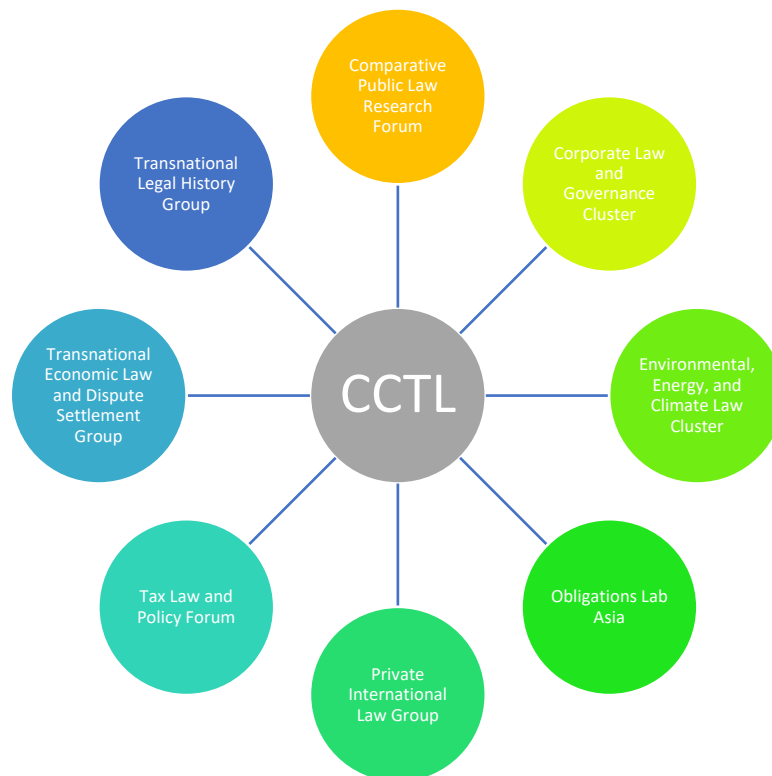 Comparative
Public Law
Research
Forum
Corporate Law
and
Governance
Cluster
Environmental,
Energy, and
Climate Law
Cluster
Obligations Lab
Asia
Private
International
Law Group
Tax Law and
Policy Forum
Transnational
Economic Law
and Dispute
Settlement
Group
Transnational
Legal History
Group
CCTL